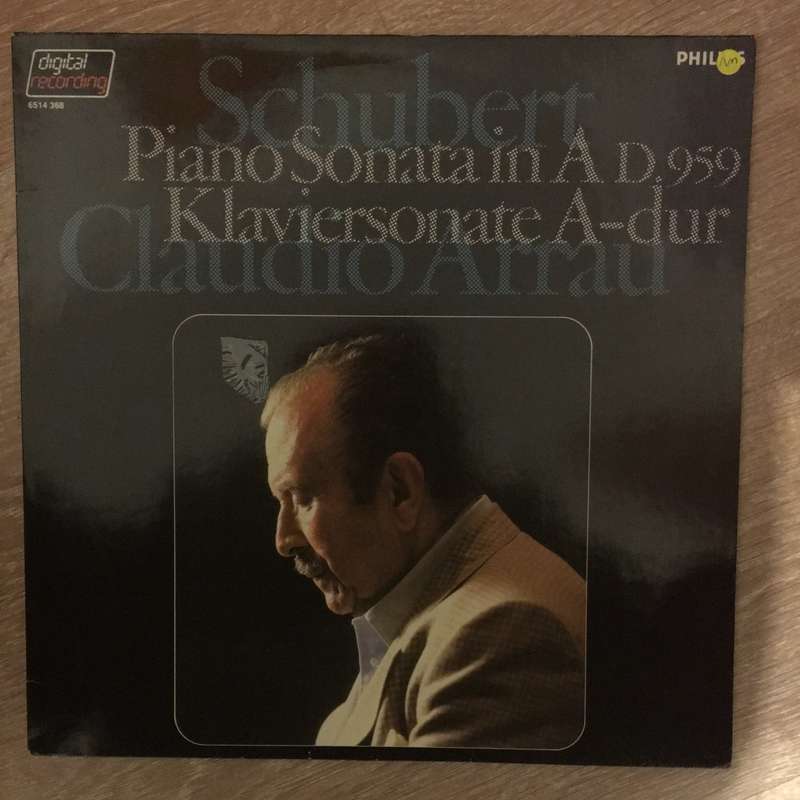 digital
recording
6514 368
PHILIPS
Schubert
Piano Sonata in A D.959
Klaviersonate A-dur
Claudio Arrau